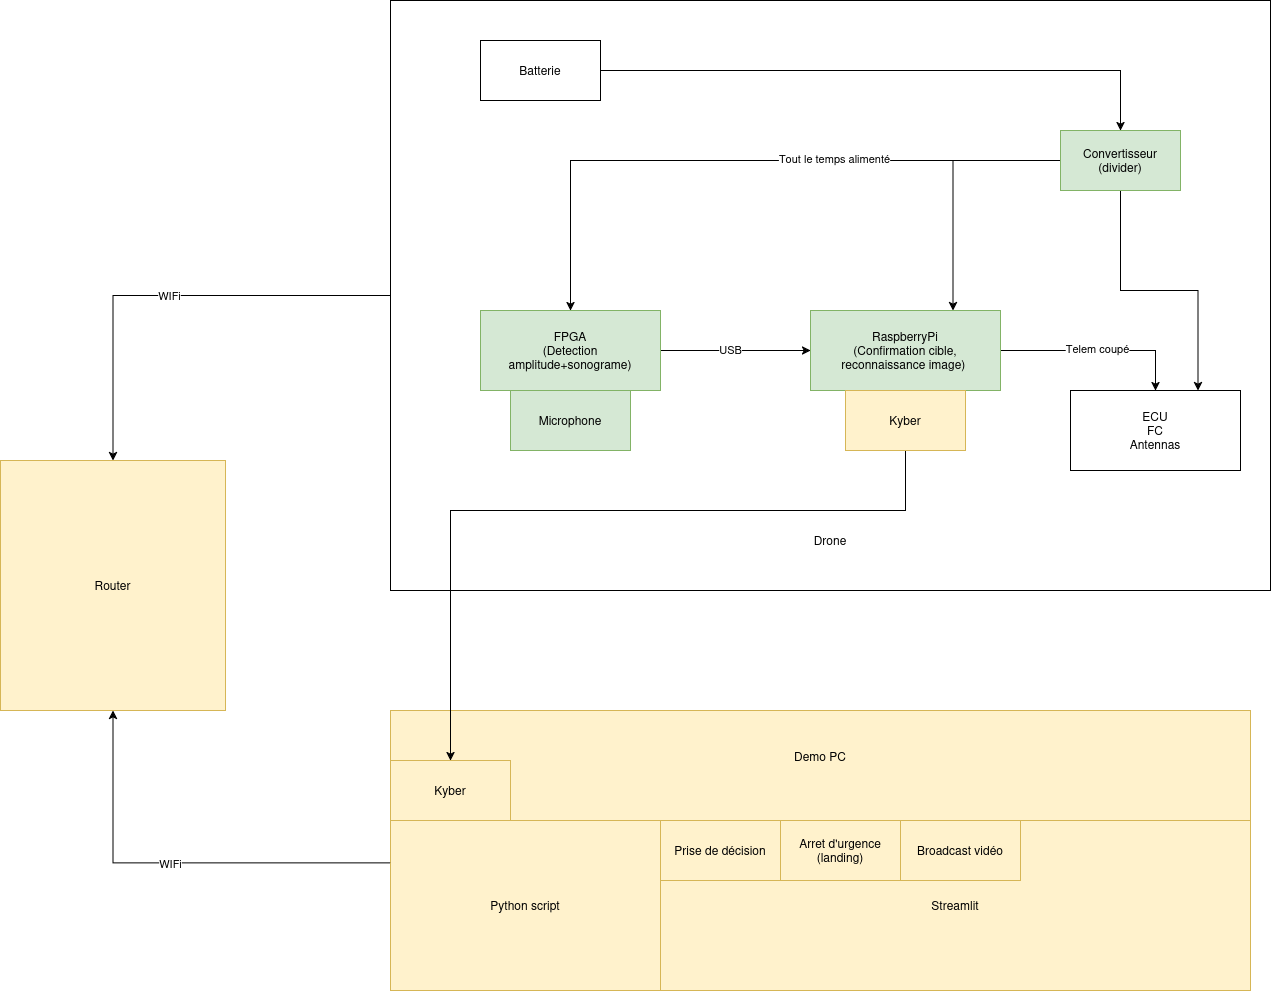 Batterie
Convertisseur
(divider)
Tout le temps alimenté
WIFi
FPGA
(Detection
amplitude+sonograme)
USB
RaspberryPi
(Confirmation cible,
reconnaissance image)
Telem coupé
Microphone
Kyber
ECU
FC
Antennas
Drone
Router
Demo PC
Kyber
Prise de décision
Arret d'urgence
(landing)
Broadcast vidéo
WIFi
Python script
Streamlit